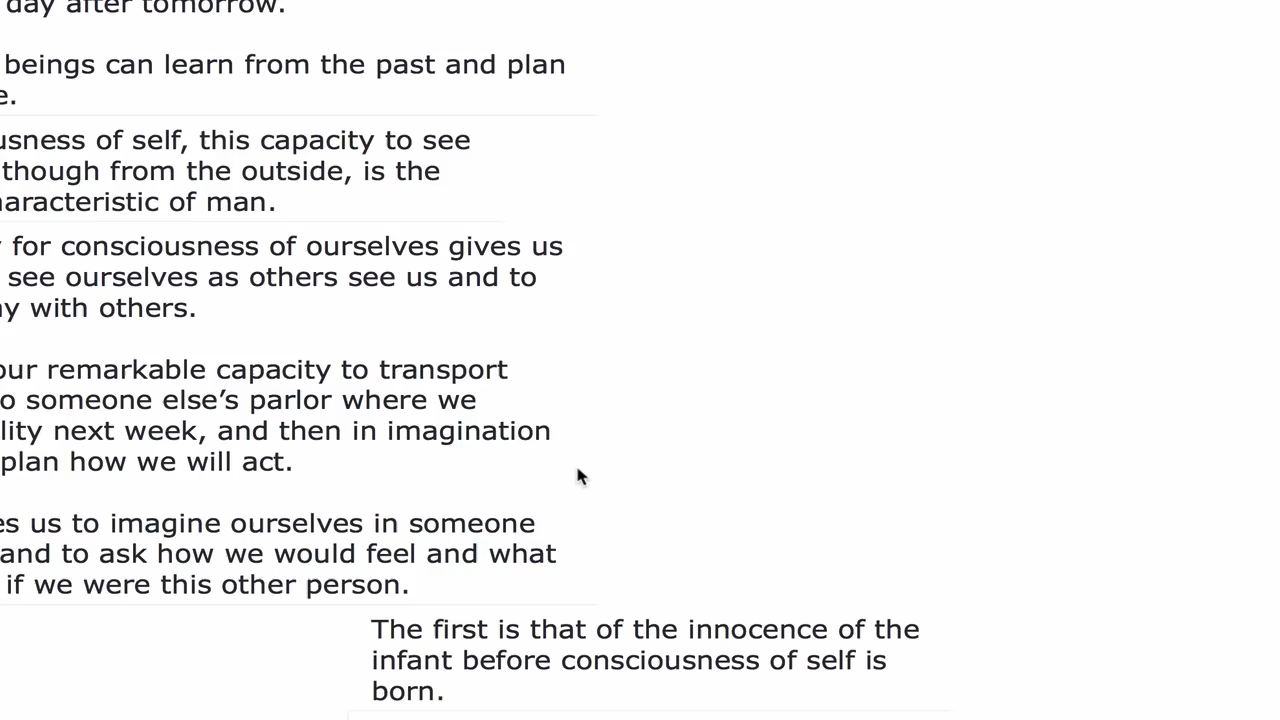 day after tomorrow.
beings can learn from the past and plan
e.
usness of self, this capacity to see
though from the outside, is the
haracteristic of man.
for consciousness of ourselves gives us
see ourselves as others see us and to
y with others.
our remarkable capacity to transport
o someone else’s parlor where we
lity next week, and then in imagination
plan how we will act.
es us to imagine ourselves in someone
and to ask how we would feel and what
if we were this other person.
The first is that of the innocence of the
infant before consciousness of self is
born.